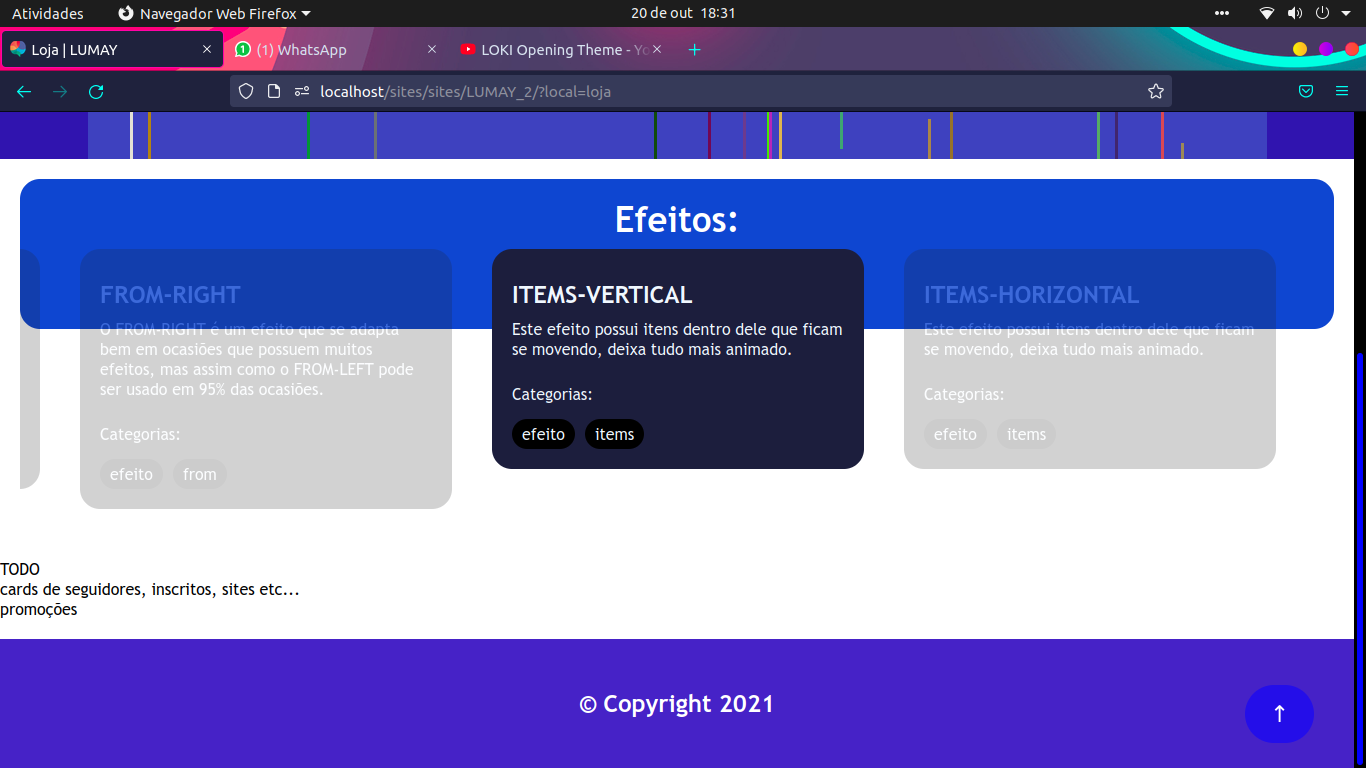 Atividades
Navegador Web Firefox
20 de out 18:31
Loja | LUMAY
(1) WhatsApp
LOKI Opening Theme - Yo
localhost/sites/sites/LUMAY_2/?local=loja
Efeitos:
FROM-RIGHT
O FROM-RIGHT é um efeito que se adapta
bem em ocasiões que possuem muitos
efeitos, mas assim como o FROM-LEFT pode
ser usado em 95% das ocasiões.
Categorias:
efeito from
ITEMS-VERTICAL
Este efeito possui itens dentro dele que ficam
se movendo, deixa tudo mais animado.
Categorias:
efeito items
ITEMS-HORIZONTAL
Este efeito possui itens dentro dele que ficam
se movendo, deixa tudo mais animado.
Categorias:
efeito items
TODO
cards de seguidores, inscritos, sites etc...
promoções
© Copyright 2021
↑